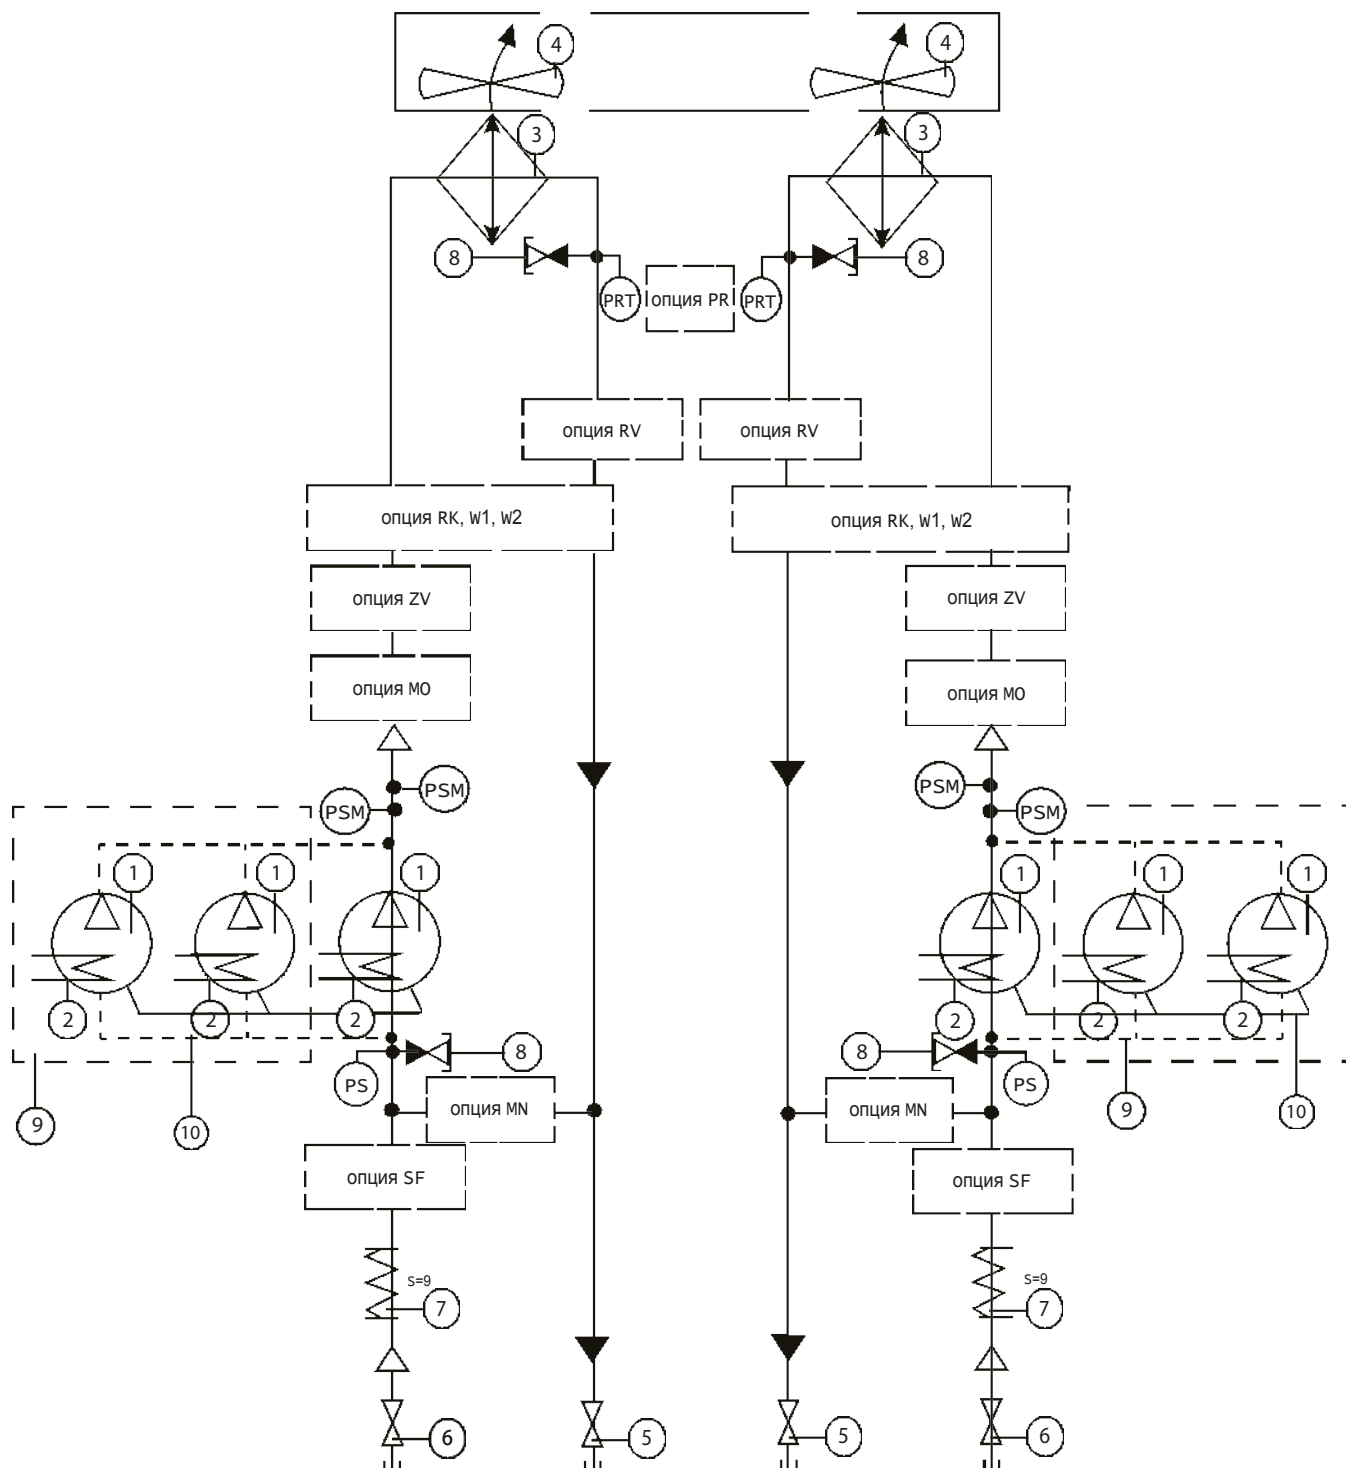 4 4
3 3
8 8
PRT опция PR PRT
опция RV опция RV
опция RK, W1, W2 опция RK, W1, W2
опция ZV опция ZV
опция MO опция MO
PSM PSM
PSM PSM
1 1 1 1 1 1
2 2 2 2 2 2
8 8
PS PS
9 10 опция MN опция MN 9 10
опция SF опция SF
S=9 S=9
7 7
6 5 5 6